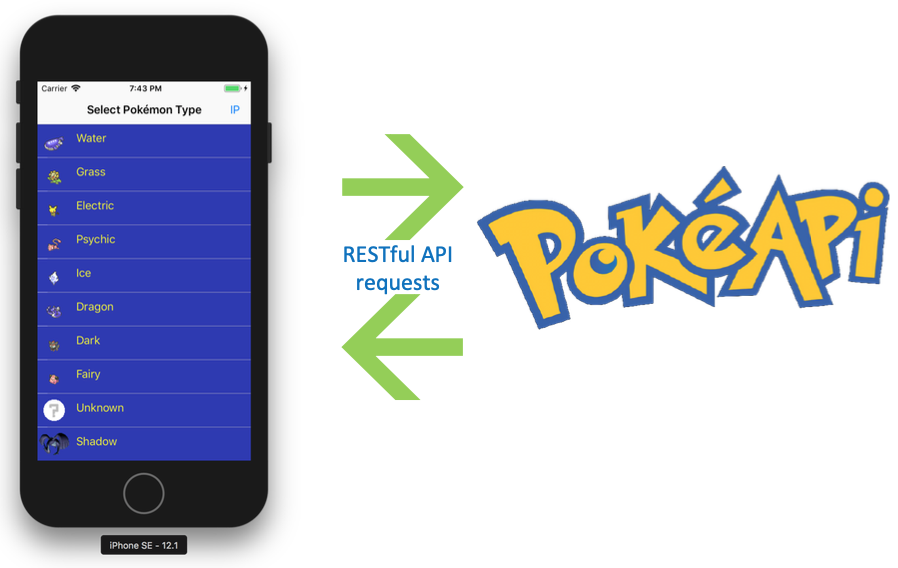 Carrier 7:43 PM
Select Pokémon Type IP
Water
Grass
Electric
Psychic
Ice
Dragon
Dark
Fairy
?
Unknown
Shadow
iPhone SE - 12.1
RESTful API
requests
PokéAPi